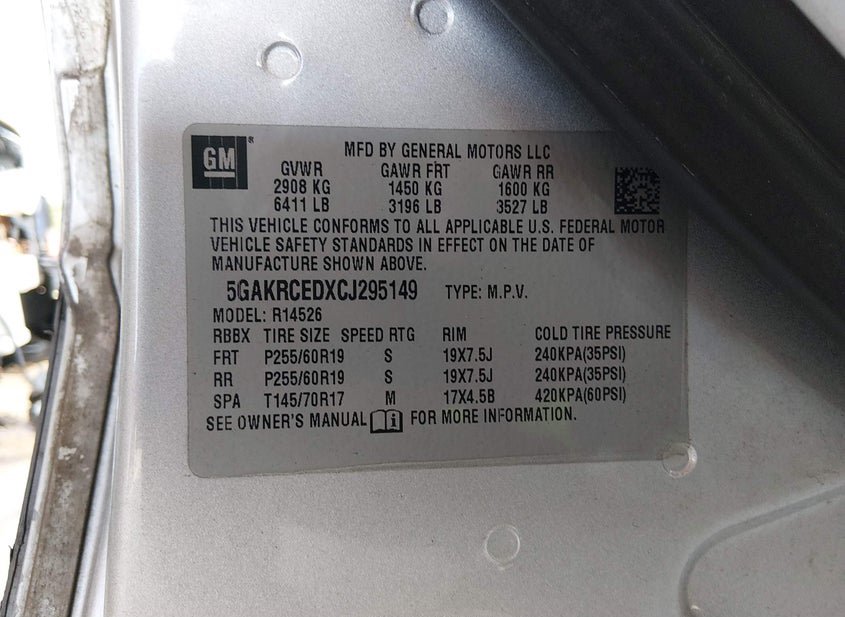 GM ®
MFD BY GENERAL MOTORS LLC
GVWR GAWR FRT GAWR RR
2908 KG 1450 KG 1600 KG
6411 LB 3196 LB 3527 LB
THIS VEHICLE CONFORMS TO ALL APPLICABLE U.S. FEDERAL MOTOR
VEHICLE SAFETY STANDARDS IN EFFECT ON THE DATE OF
MANUFACTURE SHOWN ABOVE.
5GAKRCEDXCJ295149 TYPE: M.P.V.
MODEL: R14526
RBBX TIRE SIZE SPEED RTG RIM COLD TIRE PRESSURE
FRT P255/60R19 S 19X7.5J 240KPA(35PSI)
RR P255/60R19 S 19X7.5J 240KPA(35PSI)
SPA T145/70R17 M 17X4.5B 420KPA(60PSI)
SEE OWNER'S MANUAL i FOR MORE INFORMATION.